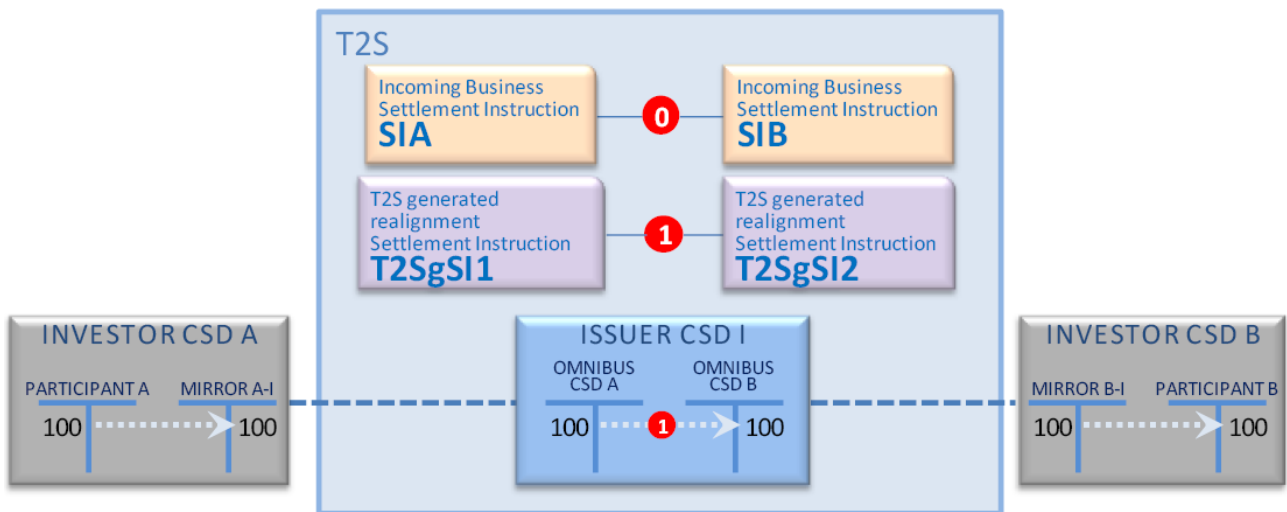 T2S
Incoming Business
Settlement Instruction
SIA
0
Incoming Business
Settlement Instruction
SIB
T2S generated
realignment
Settlement Instruction
T2SgSI1
1
T2S generated
realignment
Settlement Instruction
T2SgSI2
INVESTOR CSD A
PARTICIPANT A
MIRROR A-I
100
100
ISSUER CSD I
OMNIBUS
CSD A
OMNIBUS
CSD B
100
1
100
INVESTOR CSD B
MIRROR B-I
PARTICIPANT B
100
100